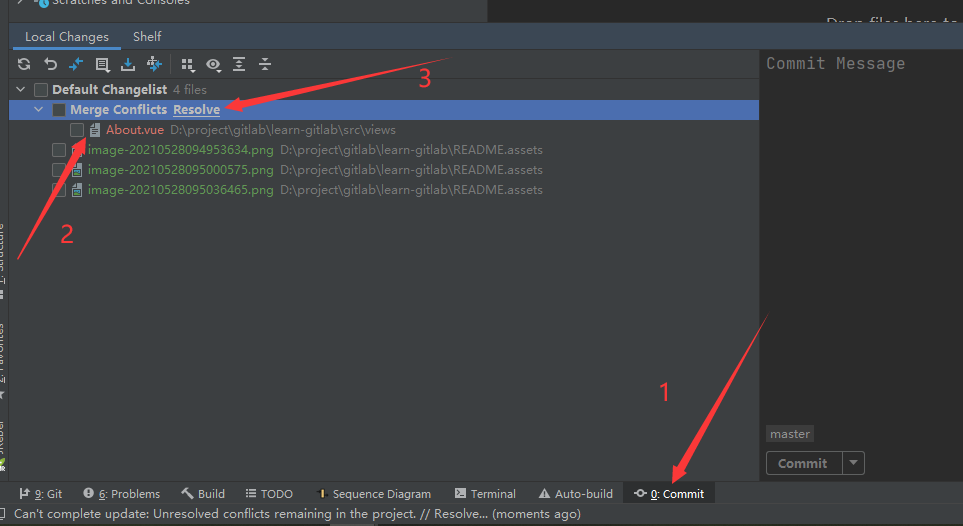 Scratches and Consoles
Drop files here to
Local Changes Shelf
Commit Message
3
Default Changelist 4 files
Merge Conflicts Resolve
About.vue D:\project\gitlab\learn-gitlab\src\views
image-20210528094953634.png D:\project\gitlab\learn-gitlab\README.assets
image-20210528095000575.png D:\project\gitlab\learn-gitlab\README.assets
image-20210528095036465.png D:\project\gitlab\learn-gitlab\README.assets
2
Structure
2: Favorites
1
master
Commit
9: Git 6: Problems Build TODO Sequence Diagram Terminal Auto-build 0: Commit
Can't complete update: Unresolved conflicts remaining in the project. // Resolve... (moments ago)